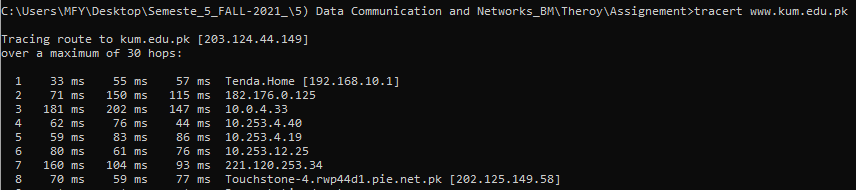 C:\Users\MFY\Desktop\Semeste_5_FALL-2021_\5) Data Communication and Networks_BM\Theroy\Assignement>tracert www.kum.edu.pk
Tracing route to kum.edu.pk [203.124.44.149]
over a maximum of 30 hops:
1 33 ms 55 ms 57 ms Tenda.Home [192.168.10.1]
2 71 ms 150 ms 115 ms 182.176.0.125
3 181 ms 202 ms 147 ms 10.0.4.33
4 62 ms 76 ms 44 ms 10.253.4.40
5 59 ms 83 ms 86 ms 10.253.4.19
6 80 ms 61 ms 76 ms 10.253.12.25
7 160 ms 104 ms 93 ms 221.120.253.34
8 70 ms 59 ms 77 ms Touchstone-4.rwp44d1.pie.net.pk [202.125.149.58]